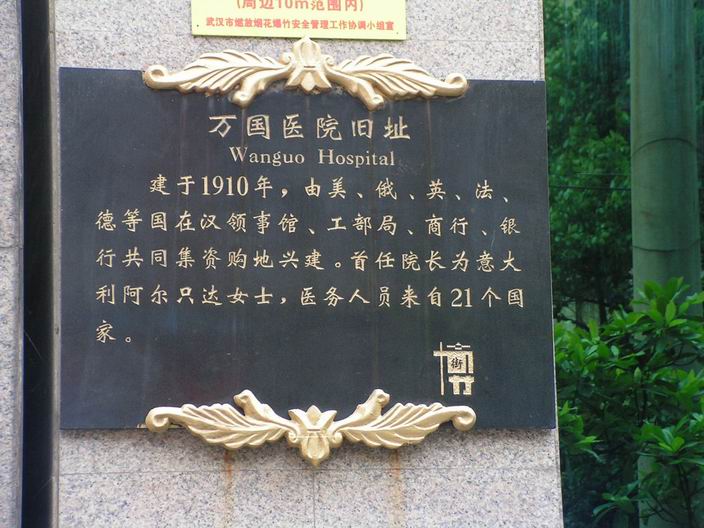 (周边10m范围内)
武汉市燃放烟花爆竹安全管理工作协调小组宣
万国医院旧址
Wanguo Hospital
建于1910年，由美、俄、英、法、
德等国在汉领事馆、工部局、商行、银
行共同集资购地兴建。首任院长为意大
利阿尔只达女士，医务人员来自21个国
家。
街